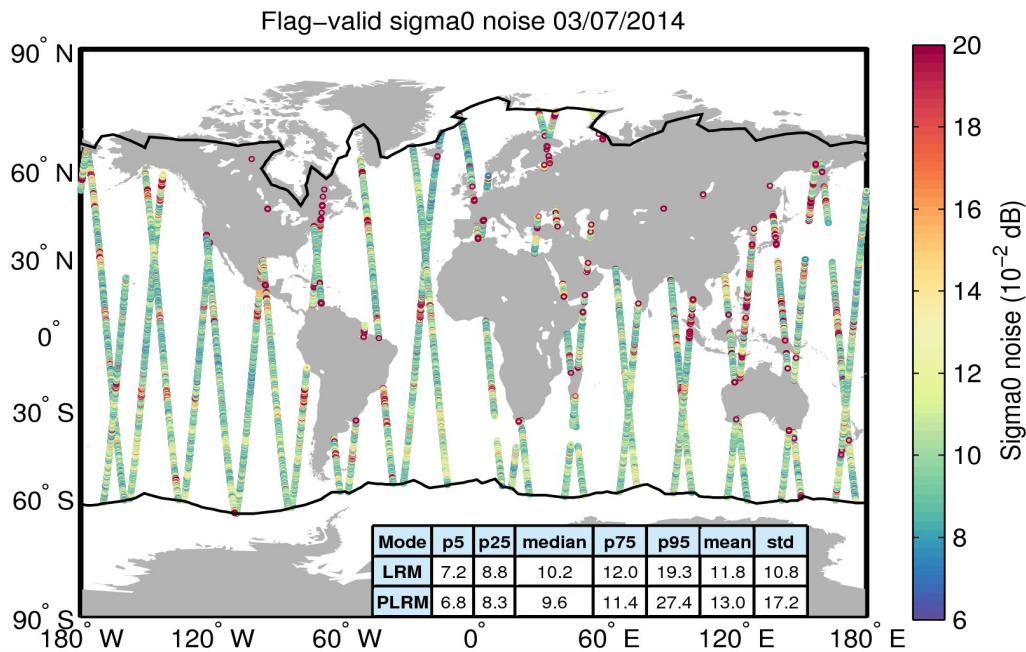 Flag−valid sigma0 noise 03/07/2014
90° N
60° N
30° N
0°
30° S
60° S
90° S
180° W 120° W 60° W 0° 60° E 120° E 180° E
Mode p5 p25 median p75 p95 mean std
LRM 7.2 8.8 10.2 12.0 19.3 11.8 10.8
PLRM 6.8 8.3 9.6 11.4 27.4 13.0 17.2
20
18
16
14
12
10
8
6
Sigma0 noise (10⁻² dB)